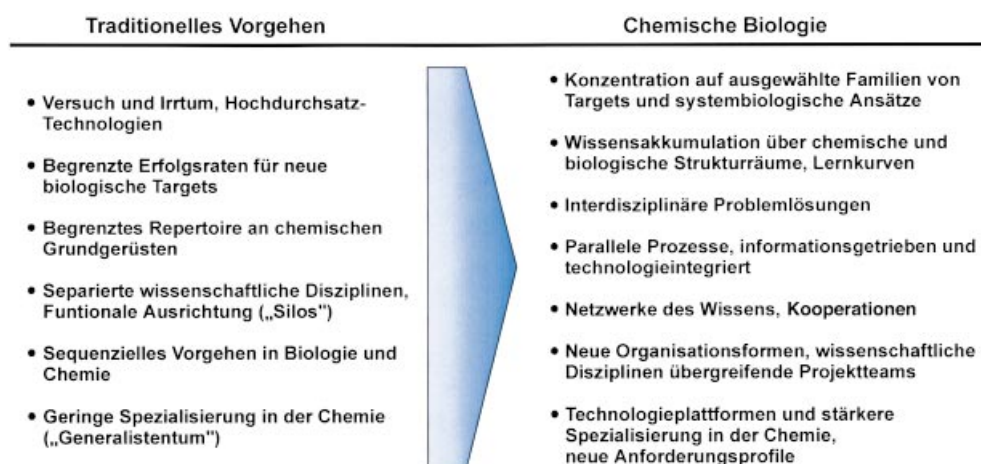 Traditionelles Vorgehen
• Versuch und Irrtum, Hochdurchsatz-
Technologien
• Begrenzte Erfolgsraten für neue
biologische Targets
• Begrenztes Repertoire an chemischen
Grundgerüsten
• Separierte wissenschaftliche Disziplinen,
Funtionale Ausrichtung („Silos")
• Sequenzielles Vorgehen in Biologie und
Chemie
• Geringe Spezialisierung in der Chemie
(„Generalistentum")
Chemische Biologie
• Konzentration auf ausgewählte Familien von
Targets und systembiologische Ansätze
• Wissensakkumulation über chemische und
biologische Strukturräume, Lernkurven
• Interdisziplinäre Problemlösungen
• Parallele Prozesse, informationsgetrieben und
technologieintegriert
• Netzwerke des Wissens, Kooperationen
• Neue Organisationsformen, wissenschaftliche
Disziplinen übergreifende Projektteams
• Technologieplattformen und stärkere
Spezialisierung in der Chemie,
neue Anforderungsprofile